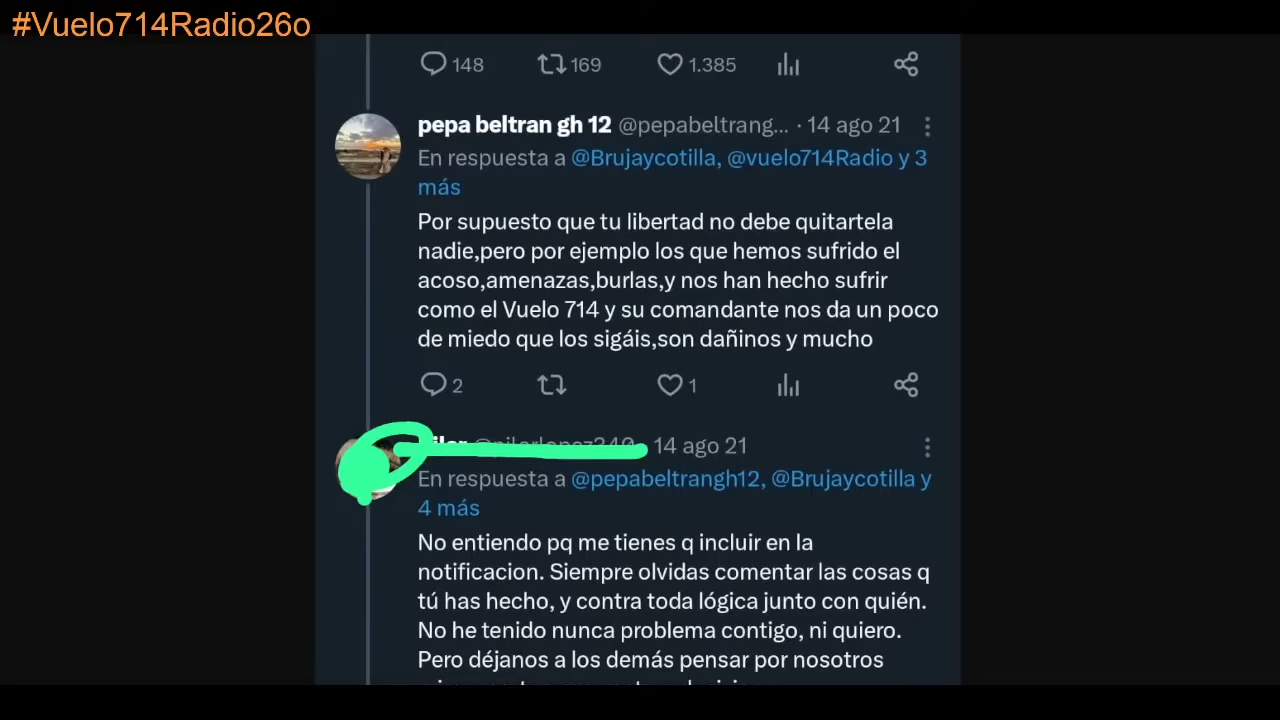 #Vuelo714Radio26o
148 169 1.385
pepa beltran gh 12 @pepabeltrang... · 14 ago 21
En respuesta a @Brujaycotilla, @vuelo714Radio y 3
más
Por supuesto que tu libertad no debe quitartela
nadie,pero por ejemplo los que hemos sufrido el
acoso,amenazas,burlas,y nos han hecho sufrir
como el Vuelo 714 y su comandante nos da un poco
de miedo que los sigáis,son dañinos y mucho
2 1
· 14 ago 21
En respuesta a @pepabeltrangh12, @Brujaycotilla y
4 más
No entiendo pq me tienes q incluir en la
notificacion. Siempre olvidas comentar las cosas q
tú has hecho, y contra toda lógica junto con quién.
No he tenido nunca problema contigo, ni quiero.
Pero déjanos a los demás pensar por nosotros